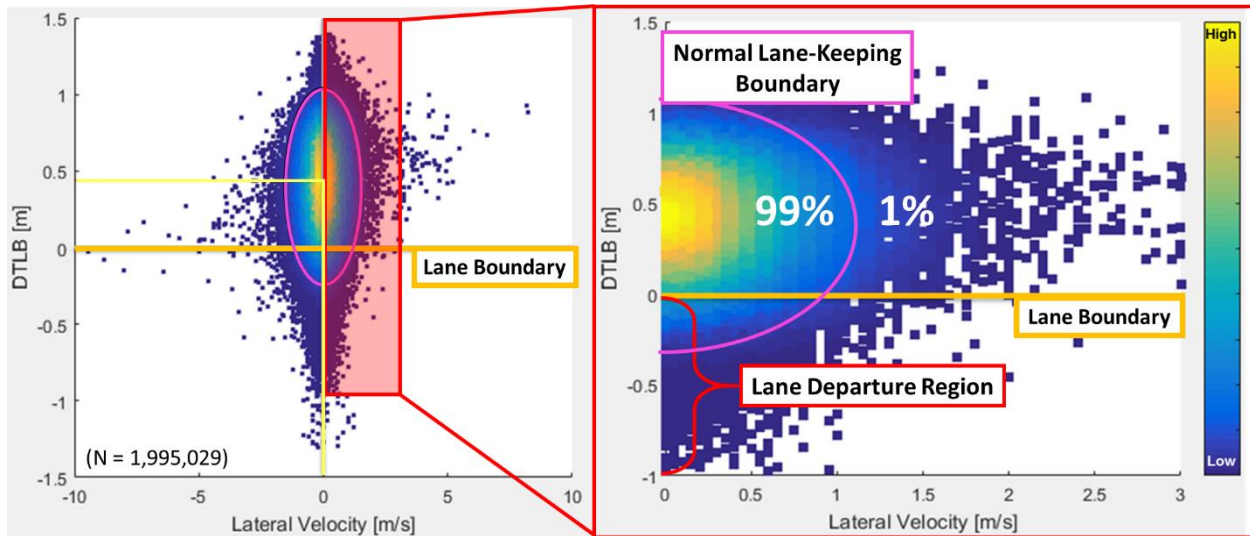 1.5
1
0.5
0
-0.5
-1
1.5
DTLB [m]
Lane Boundary
(N = 1,995,029)
-10
-5
0
5
10
Lateral Velocity [m/s]
1.5
1
0.5
0
-0.5
-1
DTLB [m]
Normal Lane-Keeping
Boundary
99%
1%
Lane Boundary
Lane Departure Region
0
0.5
1
1.5
2
2.5
3
Lateral Velocity [m/s]
High
Low